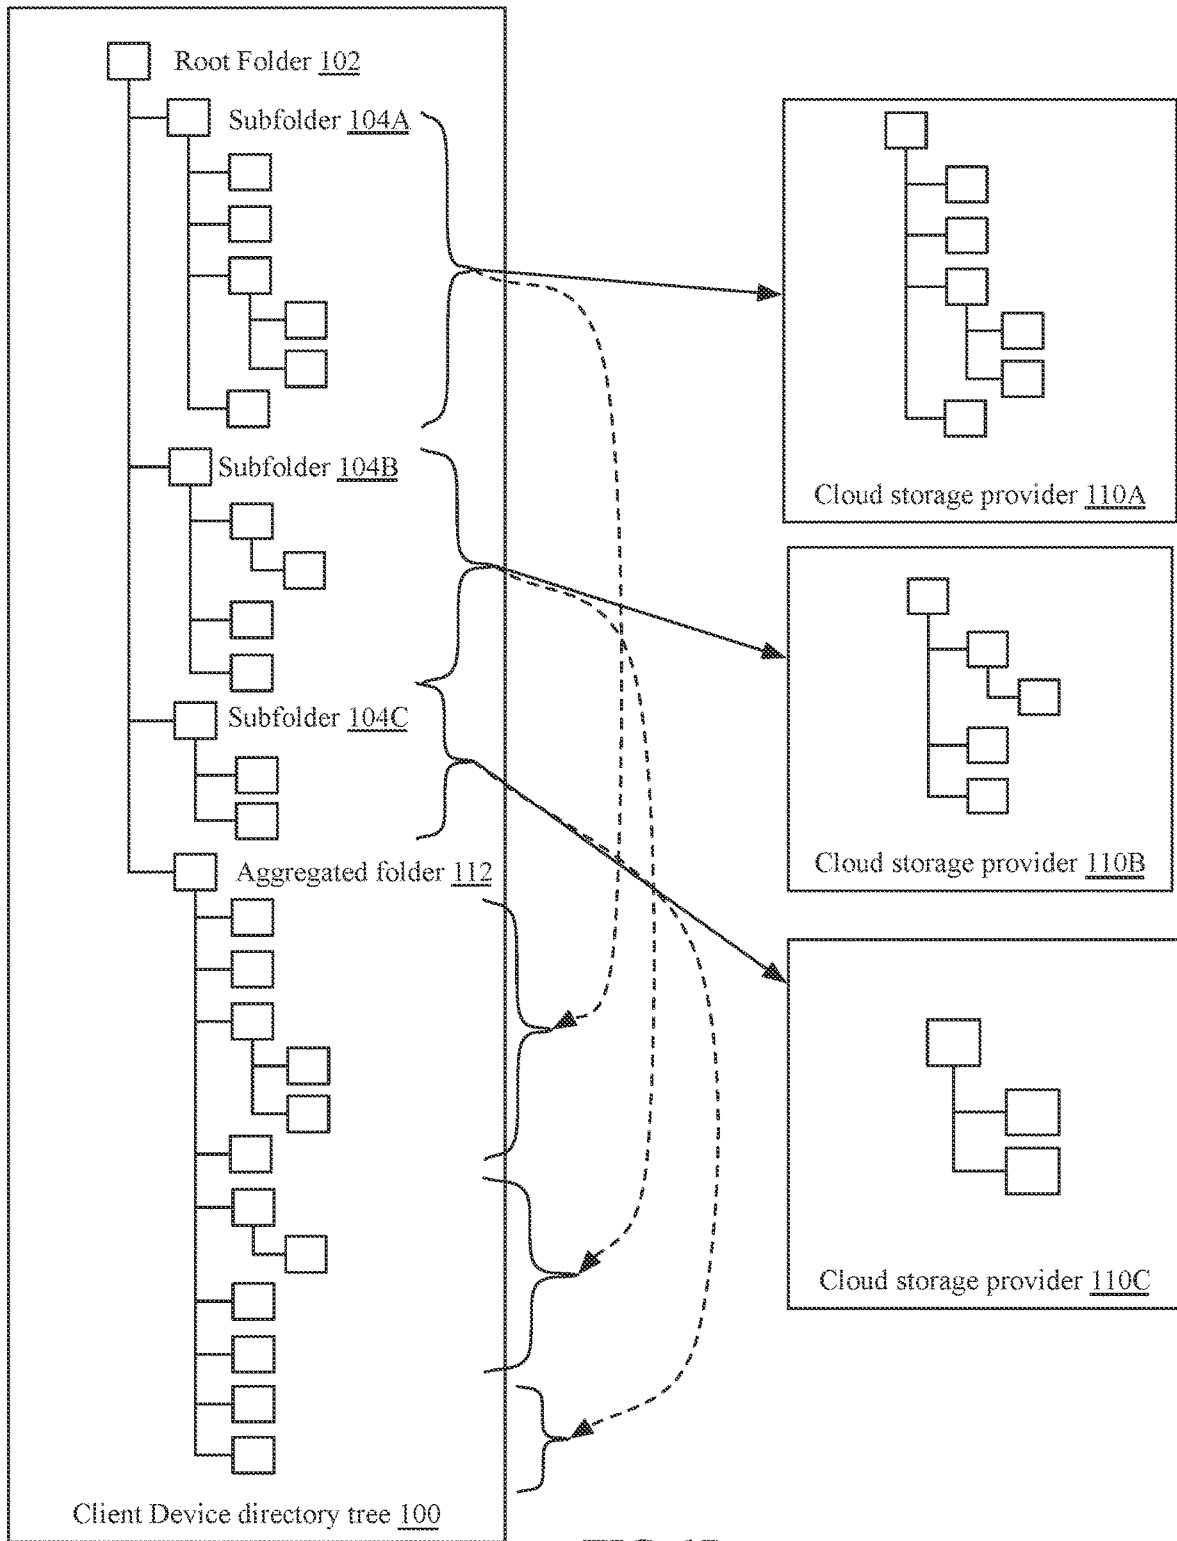 Root Folder 102
Subfolder 104A
Subfolder 104B
Subfolder 104C
Aggregated folder 112
Client Device directory tree 100
Cloud storage provider 110A
Cloud storage provider 110B
Cloud storage provider 110C